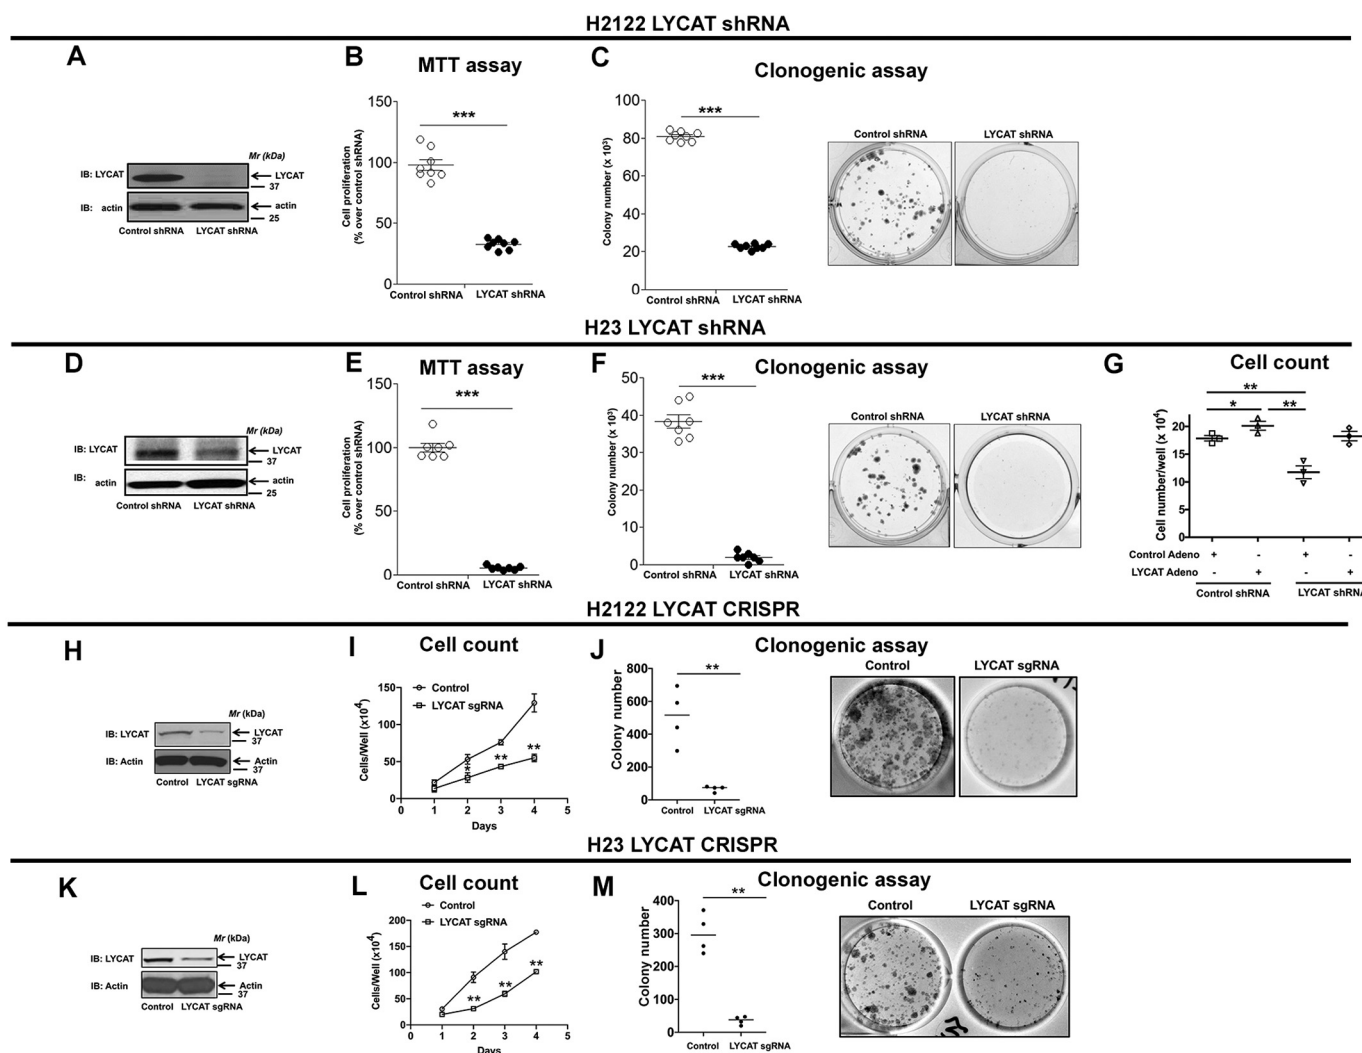 H2122 LYCAT shRNA
A
Mr (kDa)
IB: LYCAT
LYCAT
37
IB: actin
actin
25
Control shRNA LYCAT shRNA
B
MTT assay
Cell proliferation
(% over control shRNA)
150
100
50
0
***
Control shRNA LYCAT shRNA
C
Clonogenic assay
Colony number (x 10³)
100
80
60
40
20
0
***
Control shRNA LYCAT shRNA
Control shRNA LYCAT shRNA
H23 LYCAT shRNA
D
Mr (kDa)
IB: LYCAT
LYCAT
37
IB: actin
actin
25
Control shRNA LYCAT shRNA
E
MTT assay
Cell proliferation
(% over control shRNA)
150
100
50
0
***
Control shRNA LYCAT shRNA
F
Clonogenic assay
Colony number (x 10³)
50
40
30
20
10
0
***
Control shRNA LYCAT shRNA
Control shRNA LYCAT shRNA
G
Cell count
Cell number/well (x 10⁴)
20
15
10
5
0
**
* **
Control Adeno + - + -
LYCAT Adeno - + - +
Control shRNA LYCAT shRNA
H2122 LYCAT CRISPR
H
Mr (kDa)
IB: LYCAT
LYCAT
37
IB: Actin
Actin
37
Control LYCAT sgRNA
I
Cell count
Control
LYCAT sgRNA
Cells/Well (x10⁴)
150
100
50
0
* ** **
0 1 2 3 4 5
Days
J
Clonogenic assay
Colony number
800
600
400
200
0
**
Control LYCAT sgRNA
Control LYCAT sgRNA
H23 LYCAT CRISPR
K
Mr (kDa)
IB: LYCAT
LYCAT
37
IB: Actin
Actin
37
Control LYCAT sgRNA
L
Cell count
Control
LYCAT sgRNA
Cells/Well (x10⁴)
200
150
100
50
0
** ** **
0 1 2 3 4 5
Days
M
Clonogenic assay
Colony number
400
300
200
100
0
**
Control LYCAT sgRNA
Control LYCAT sgRNA